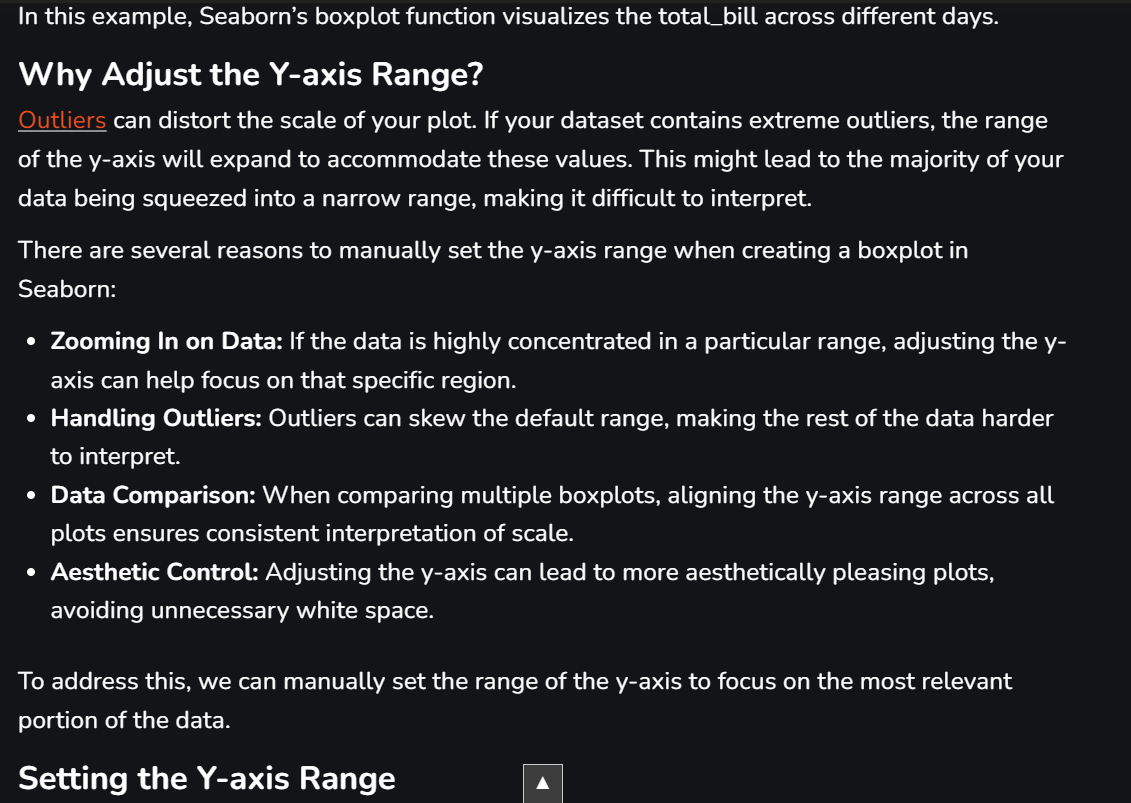 In this example, Seaborn’s boxplot function visualizes the total_bill across different days.
Why Adjust the Y-axis Range?
Outliers can distort the scale of your plot. If your dataset contains extreme outliers, the range
of the y-axis will expand to accommodate these values. This might lead to the majority of your
data being squeezed into a narrow range, making it difficult to interpret.
There are several reasons to manually set the y-axis range when creating a boxplot in
Seaborn:
• Zooming In on Data: If the data is highly concentrated in a particular range, adjusting the y-
axis can help focus on that specific region.
• Handling Outliers: Outliers can skew the default range, making the rest of the data harder
to interpret.
• Data Comparison: When comparing multiple boxplots, aligning the y-axis range across all
plots ensures consistent interpretation of scale.
• Aesthetic Control: Adjusting the y-axis can lead to more aesthetically pleasing plots,
avoiding unnecessary white space.
To address this, we can manually set the range of the y-axis to focus on the most relevant
portion of the data.
Setting the Y-axis Range